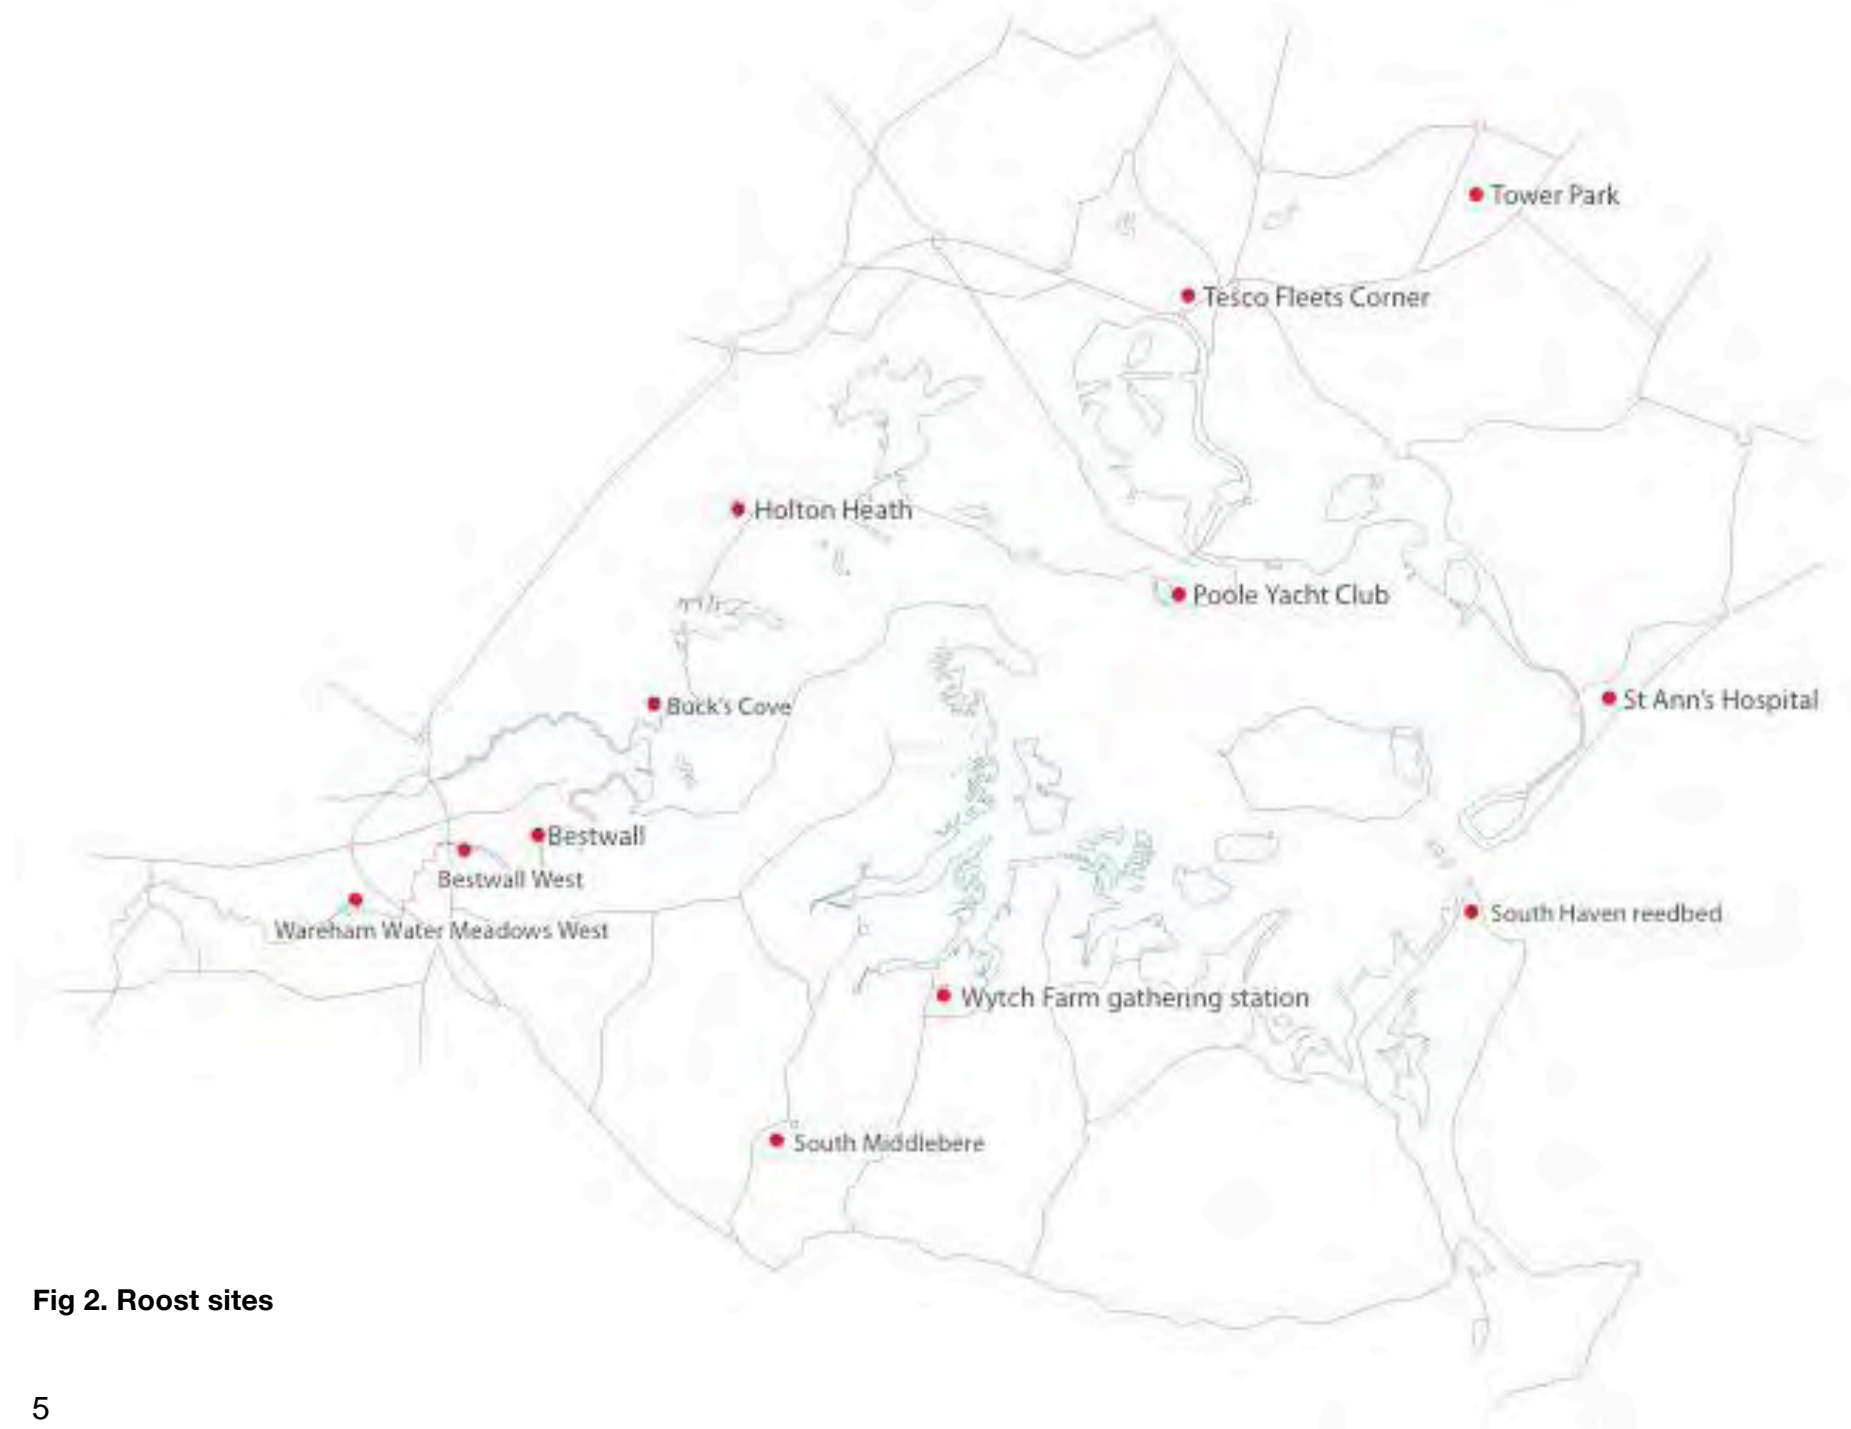 Tower Park
Tesco Fleets Corner
Holton Heath
Poole Yacht Club
St Ann's Hospital
Buck's Cove
Bestwall
Bestwall West
Wareham Water Meadows West
South Haven reedbed
Wytch Farm gathering station
South Middlebere
Fig 2. Roost sites
5